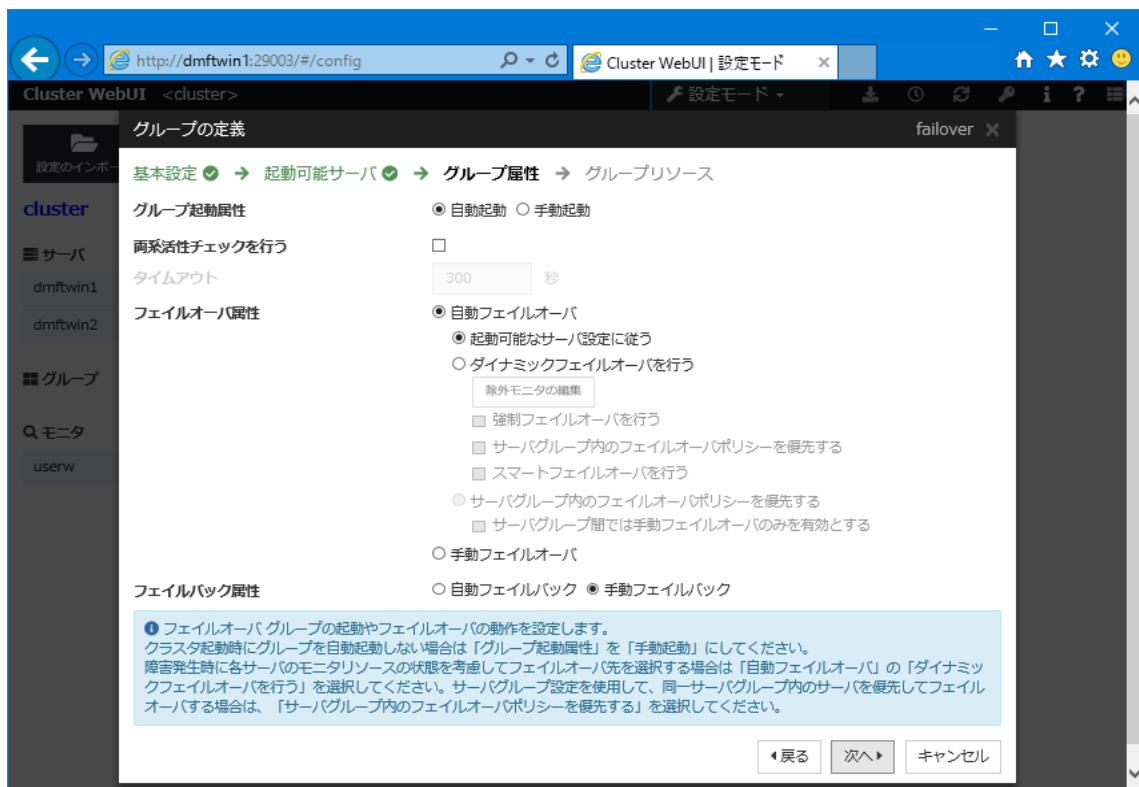 http://dmftwin1:29003/#/config
Cluster WebUI | 設定モード
Cluster WebUI <cluster>
設定モード
グループの定義
failover
設定のインポー
基本設定 → 起動可能サーバ → グループ属性 → グループリソース
cluster
グループ起動属性
自動起動 手動起動
両系活性チェックを行う
サーバ
タイムアウト
300 秒
dmftwin1
フェイルオーバ属性
自動フェイルオーバ
dmftwin2
起動可能なサーバ設定に従う
ダイナミックフェイルオーバを行う
グループ
除外モニタの編集
強制フェイルオーバを行う
モニタ
サーバグループ内のフェイルオーバポリシーを優先する
userw
スマートフェイルオーバを行う
サーバグループ内のフェイルオーバポリシーを優先する
サーバグループ間では手動フェイルオーバのみを有効とする
手動フェイルオーバ
フェイルバック属性
自動フェイルバック 手動フェイルバック
フェイルオーバ グループの起動やフェイルオーバの動作を設定します。
クラスタ起動時にグループを自動起動しない場合は「グループ起動属性」を「手動起動」にしてください。
障害発生時に各サーバのモニタリソースの状態を考慮してフェイルオーバ先を選択する場合は「自動フェイルオーバ」の「ダイナミッ
クフェイルオーバを行う」を選択してください。サーバグループ設定を使用して、同一サーバグループ内のサーバを優先してフェイル
オーバする場合は、「サーバグループ内のフェイルオーバポリシーを優先する」を選択してください。
戻る
次へ
キャンセル